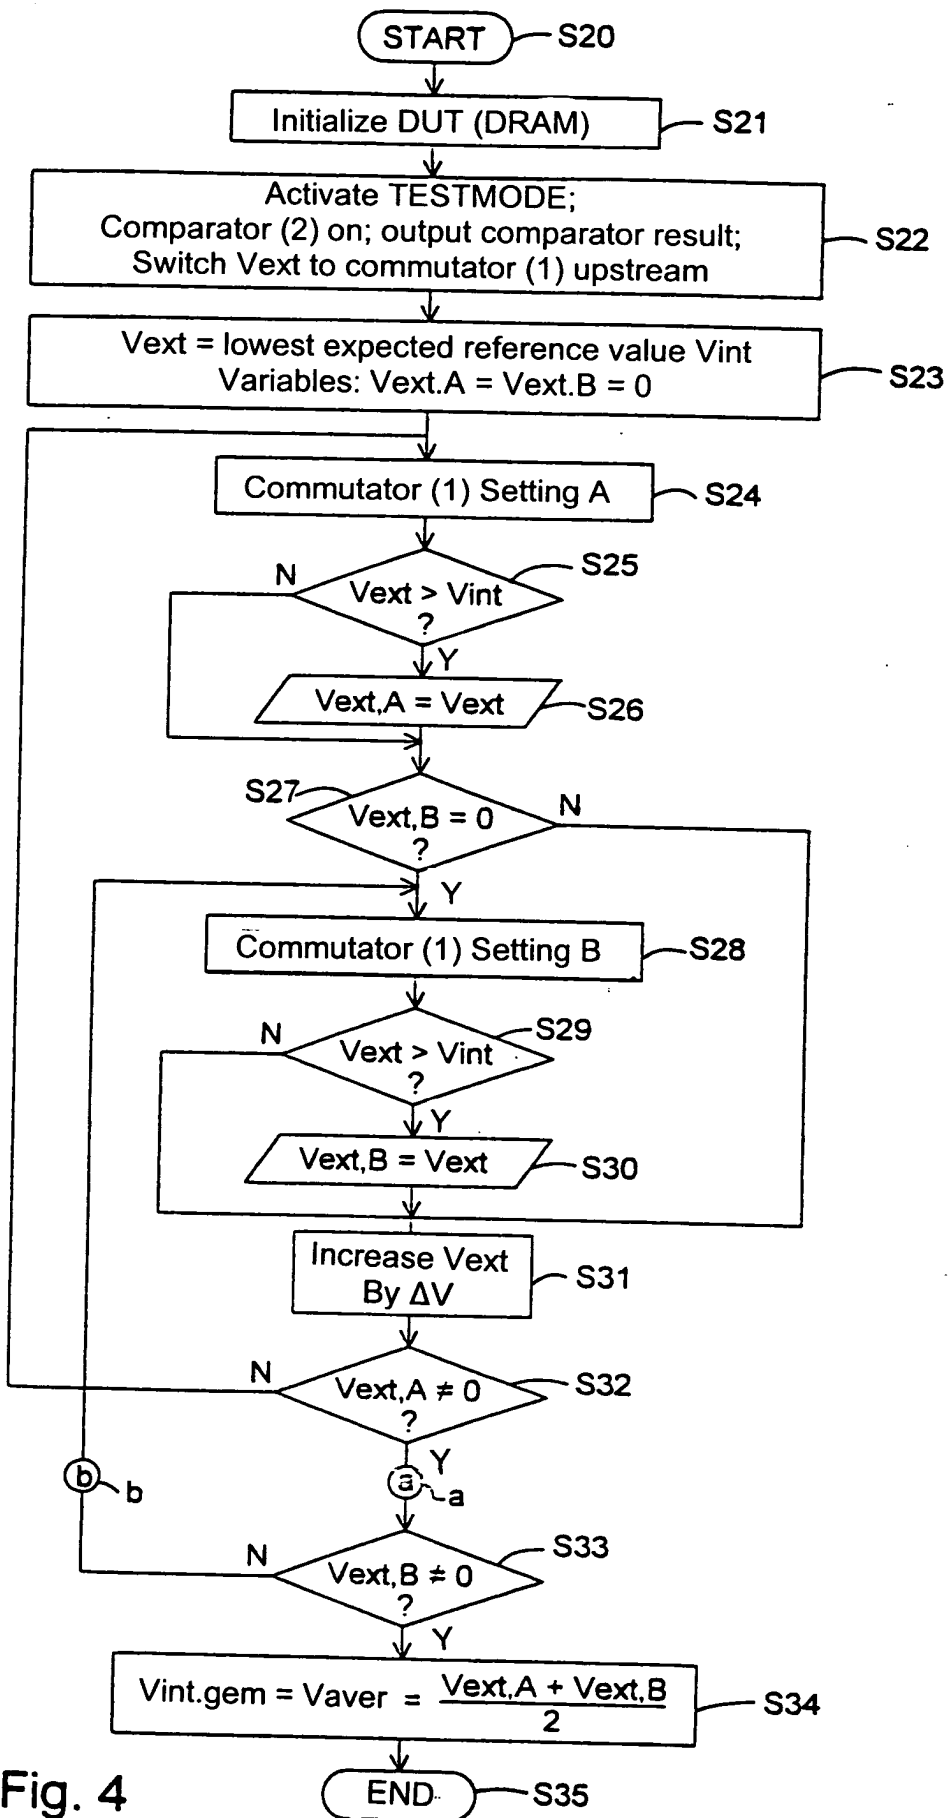 START
S20
Initialize DUT (DRAM)
S21
Activate TESTMODE;
Comparator (2) on; output comparator result;
Switch Vext to commutator (1) upstream
S22
Vext = lowest expected reference value Vint
Variables: Vext.A = Vext.B = 0
S23
Commutator (1) Setting A
S24
N
Vext > Vint
?
S25
Y
Vext,A = Vext
S26
S27
Vext,B = 0
?
N
Y
Commutator (1) Setting B
S28
N
Vext > Vint
?
S29
Y
Vext,B = Vext
S30
Increase Vext
By ΔV
S31
N
Vext,A ≠ 0
?
S32
Y
b
b
a
a
N
Vext,B ≠ 0
?
S33
Y
Vint.gem = Vaver = Vext,A + Vext,B
2
S34
END
S35
Fig. 4